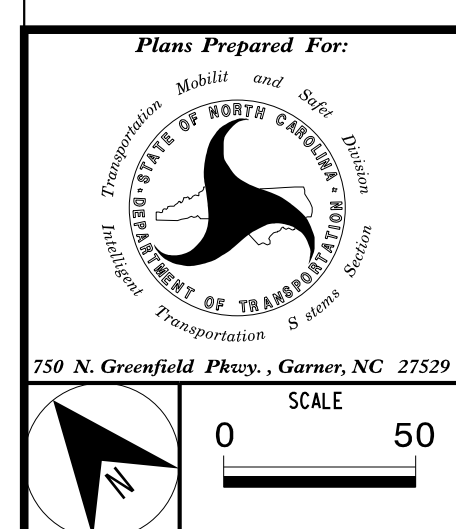 Plans Prepared For:
Transportation Mobilit and Safet Division
STATE OF NORTH CAROLINA
DEPARTMENT OF TRANSPORTATION
Intelligent Transportation S stems Section
750 N. Greenfield Pkwy. , Garner, NC 27529
SCALE
0 50
N